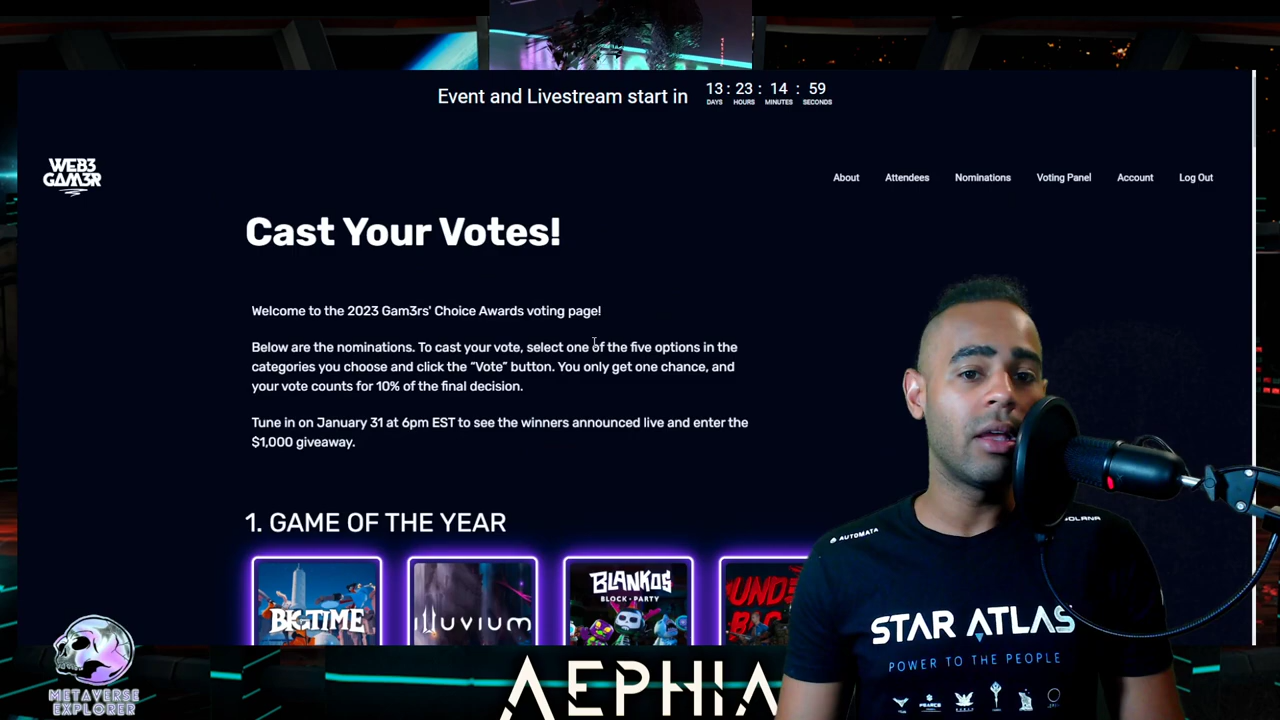 Event and Livestream start in
13 : 23 : 14 : 59
DAYS HOURS MINUTES SECONDS
WEB3
GAM3R
About Attendees Nominations Voting Panel Account Log Out
Cast Your Votes!
Welcome to the 2023 Gam3rs' Choice Awards voting page!
Below are the nominations. To cast your vote, select one of the five options in the
categories you choose and click the “Vote” button. You only get one chance, and
your vote counts for 10% of the final decision.
Tune in on January 31 at 6pm EST to see the winners announced live and enter the
$1,000 giveaway.
1. GAME OF THE YEAR
BIGTIME
ILLUVIUM
BLANKOS
BLOCK • PARTY
AUTOMATA
STAR ATLAS
POWER TO THE PEOPLE
METAVERSE
EXPLORER
AEPHIA